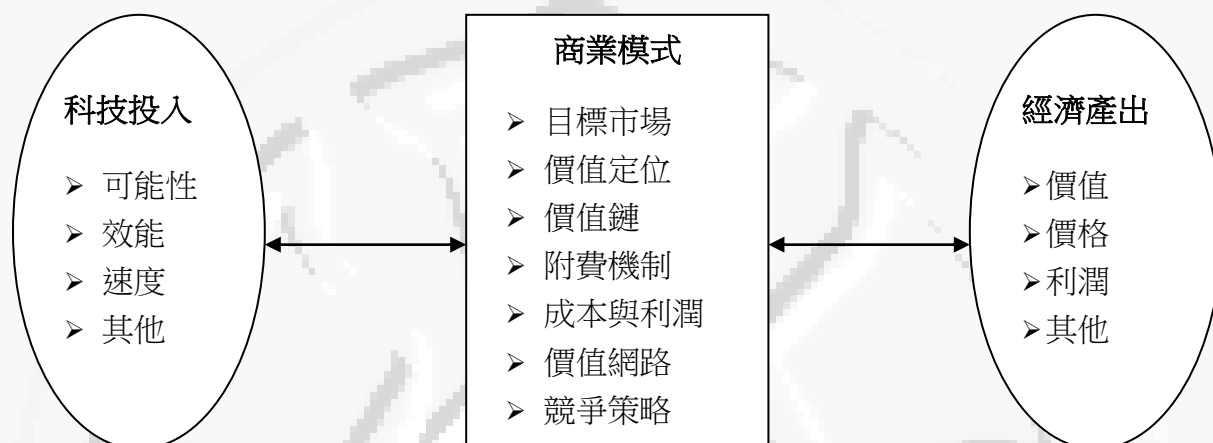 科技投入
可能性
效能
速度
其他
商業模式
目標市場
價值定位
價值鏈
附費機制
成本與利潤
價值網路
競爭策略
經濟產出
價值
價格
利潤
其他